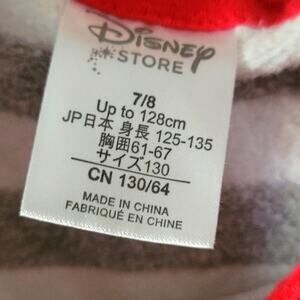 Disney
STORE
7/8
Up to 128cm
JP日本 身長 125-135
胸囲61-67
サイズ130
CN 130/64
MADE IN CHINA
FABRIQUÉ EN CHINE